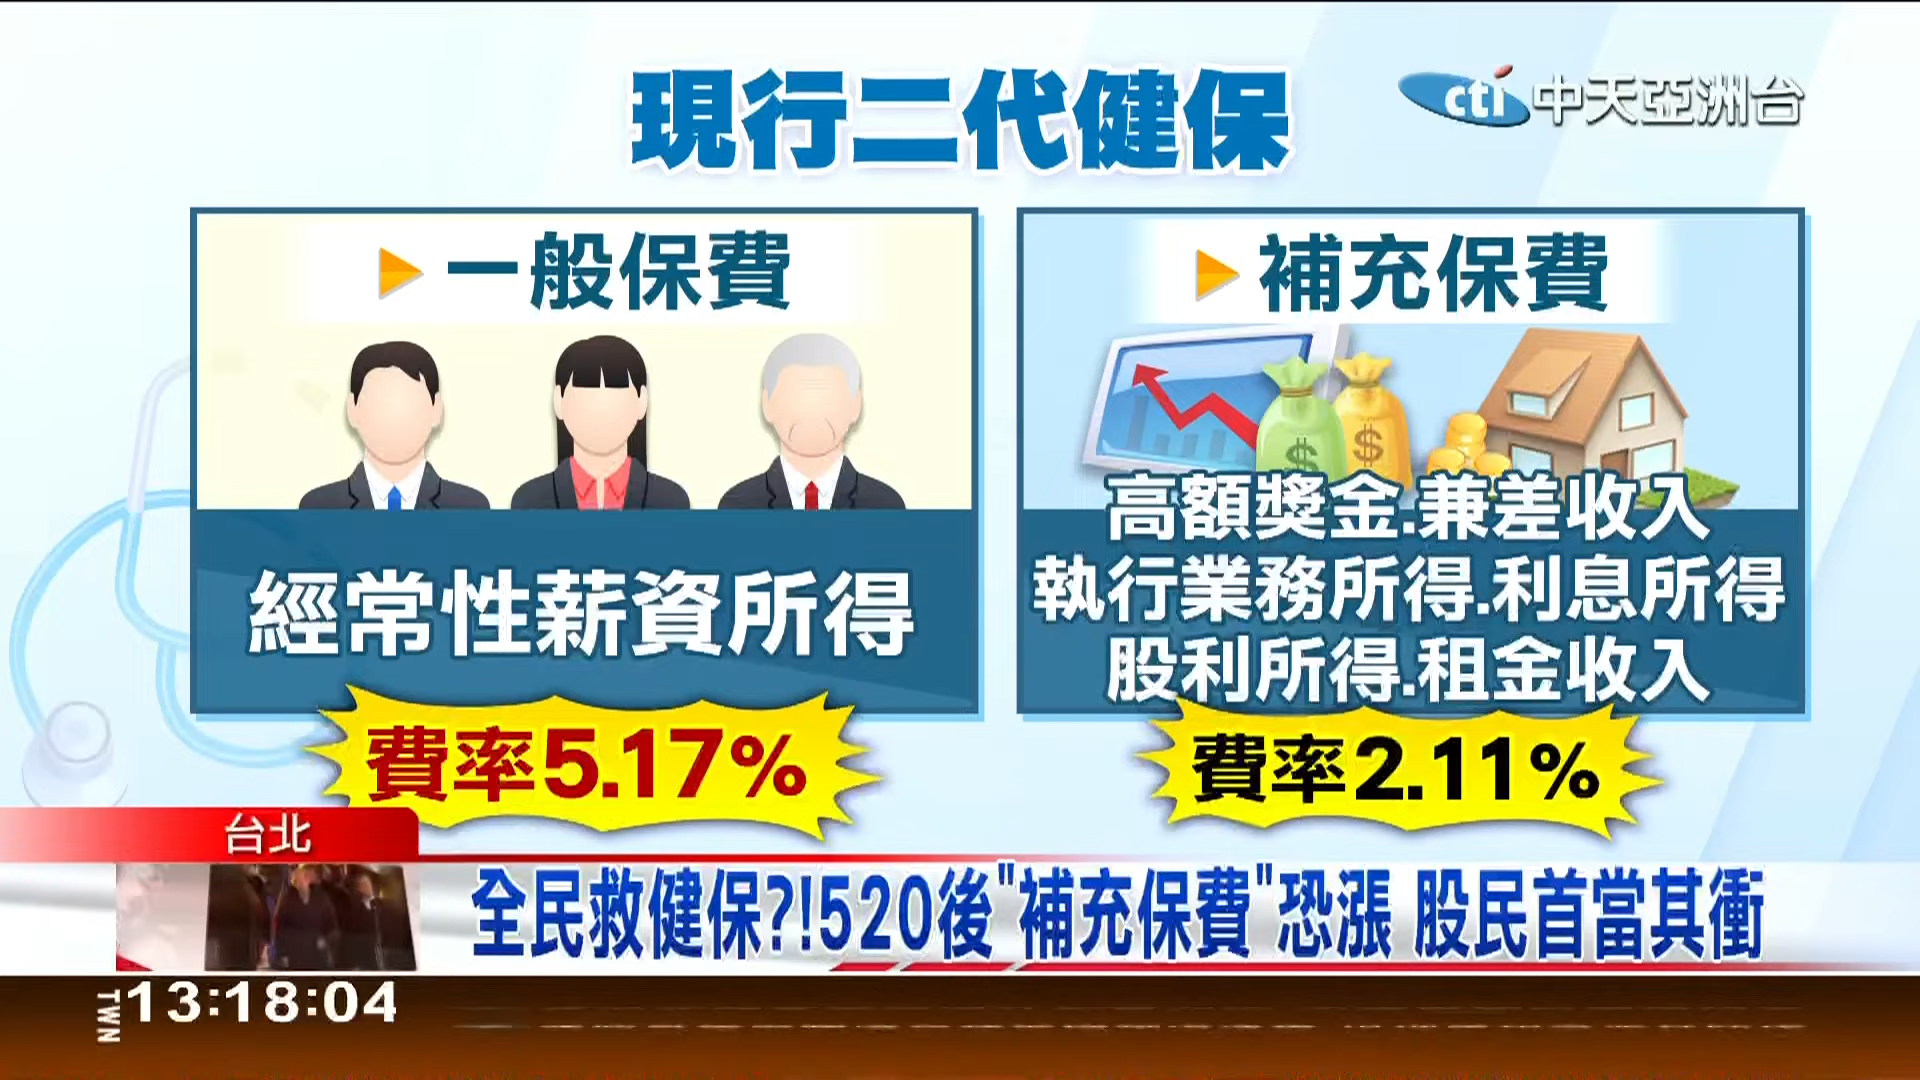 現行二代健保
cti 中天亞洲台
一般保費
補充保費
經常性薪資所得
高額獎金.兼差收入
執行業務所得.利息所得
股利所得.租金收入
費率5.17%
費率2.11%
台北
全民救健保?!520後"補充保費"恐漲 股民首當其衝
TWN 13:18:04